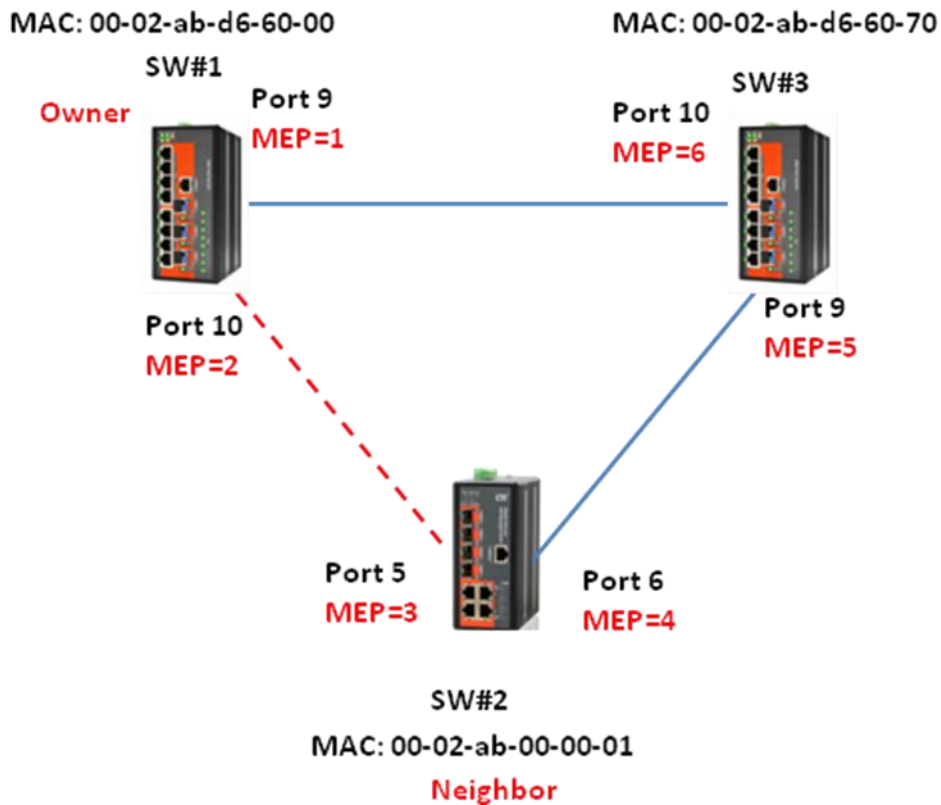 MAC: 00-02-ab-d6-60-00
SW#1
Owner
Port 9
MEP=1
MAC: 00-02-ab-d6-60-70
SW#3
Port 10
MEP=6
Port 10
MEP=2
Port 9
MEP=5
Port 5
MEP=3
Port 6
MEP=4
SW#2
MAC: 00-02-ab-00-00-01
Neighbor